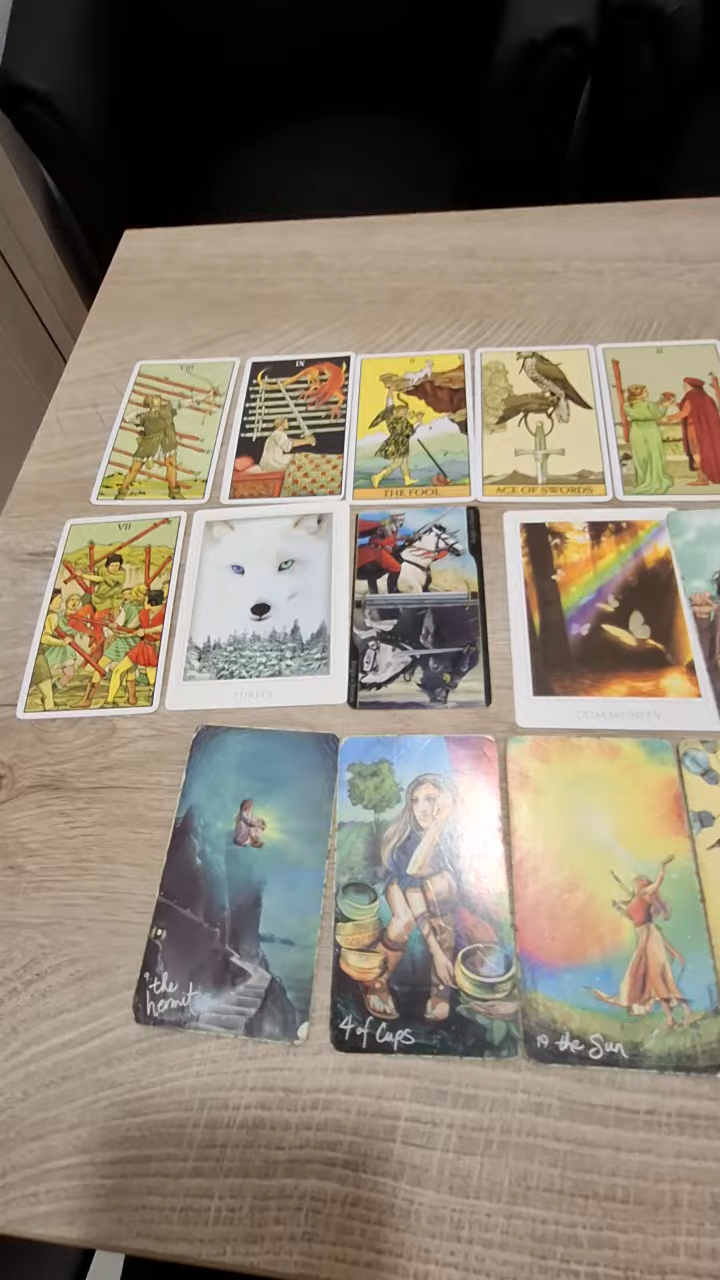 VIII
IX
0
THE FOOL
ACE OF SWORDS
II
VII
PURITY
COMMUNITY
9 the
hermit
4 of Cups
19 the Sun